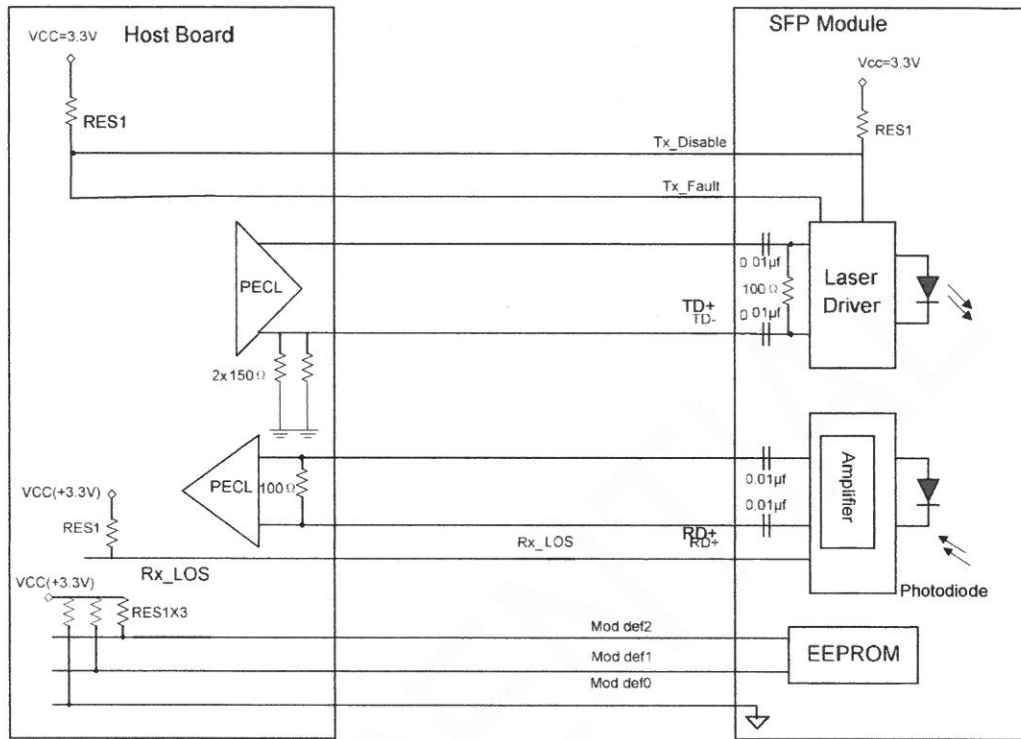 Host Board
SFP Module
VCC=3.3V
Vcc=3.3V
RES1
RES1
Tx_Disable
Tx_Fault
PECL
0.01µf
100Ω
0.01µf
TD+
TD-
Laser
Driver
2x150Ω
PECL
100Ω
0.01µf
0.01µf
Amplifier
VCC(+3.3V)
RES1
RD+
RD+
Rx_LOS
Rx_LOS
Photodiode
VCC(+3.3V)
RES1X3
Mod def2
Mod def1
Mod def0
EEPROM